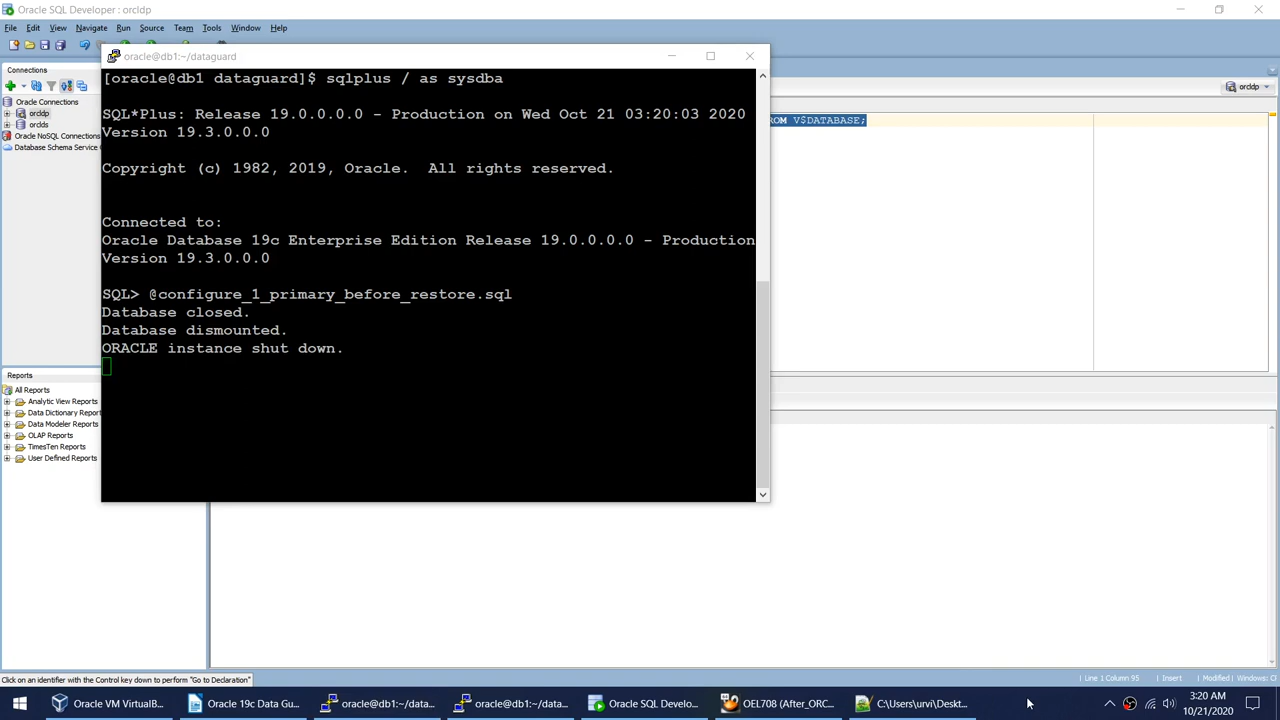 Oracle SQL Developer : orcldp
File Edit View Navigate Run Source Team Tools Window Help
oracle@db1:~/dataguard
Connections
Oracle Connections
orcldp
orclds
Oracle NoSQL Connections
Database Schema Service
orcldp
ROM V$DATABASE;
[oracle@db1 dataguard]$ sqlplus / as sysdba
SQL*Plus: Release 19.0.0.0.0 - Production on Wed Oct 21 03:20:03 2020
Version 19.3.0.0.0
Copyright (c) 1982, 2019, Oracle.  All rights reserved.
Connected to:
Oracle Database 19c Enterprise Edition Release 19.0.0.0.0 - Production
Version 19.3.0.0.0
SQL> @configure_1_primary_before_restore.sql
Database closed.
Database dismounted.
ORACLE instance shut down.
Reports
All Reports
Analytic View Reports
Data Dictionary Report
Data Modeler Reports
OLAP Reports
TimesTen Reports
User Defined Reports
Click on an identifier with the Control key down to perform "Go to Declaration"
Line 1 Column 95 Insert Modified Windows: Cl
Oracle VM VirtualB...
Oracle 19c Data Gu...
oracle@db1:~/data...
oracle@db1:~/data...
Oracle SQL Develo...
OEL708 (After_ORC...
C:\Users\urvi\Deskt...
3:20 AM
10/21/2020